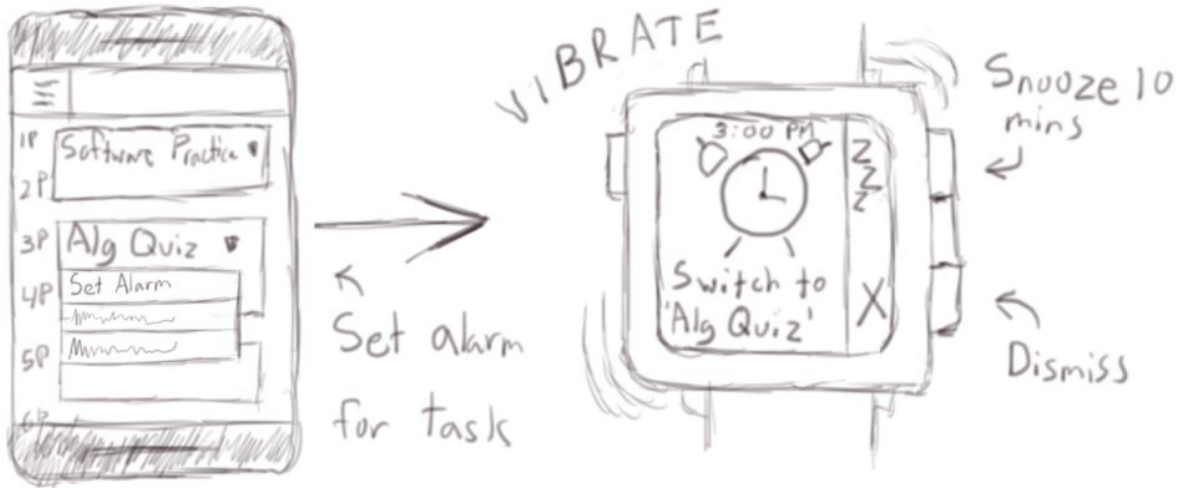 1P
Software Practice
2P
3P
Alg Quiz
Set Alarm
4P
5P
6P
Set alarm
for task
VIBRATE
3:00 PM
Z
Z
Z
Switch to
'Alg Quiz'
X
Snooze 10
mins
Dismiss